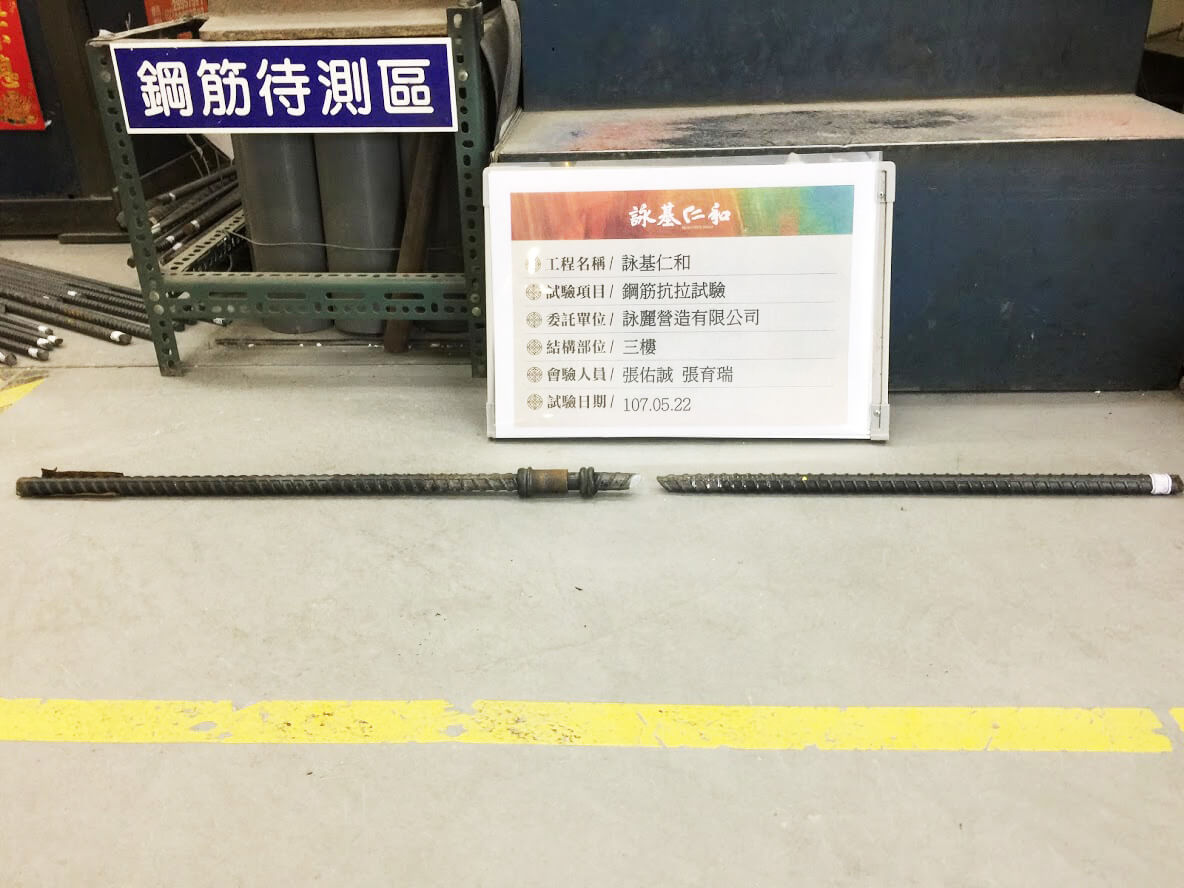 鋼筋待測區
詠基仁和
工程名稱/ 詠基仁和
試驗項目/ 鋼筋抗拉試驗
委託單位/ 詠麗營造有限公司
結構部位/ 三樓
會驗人員/ 張佑誠 張育瑞
試驗日期/ 107.05.22